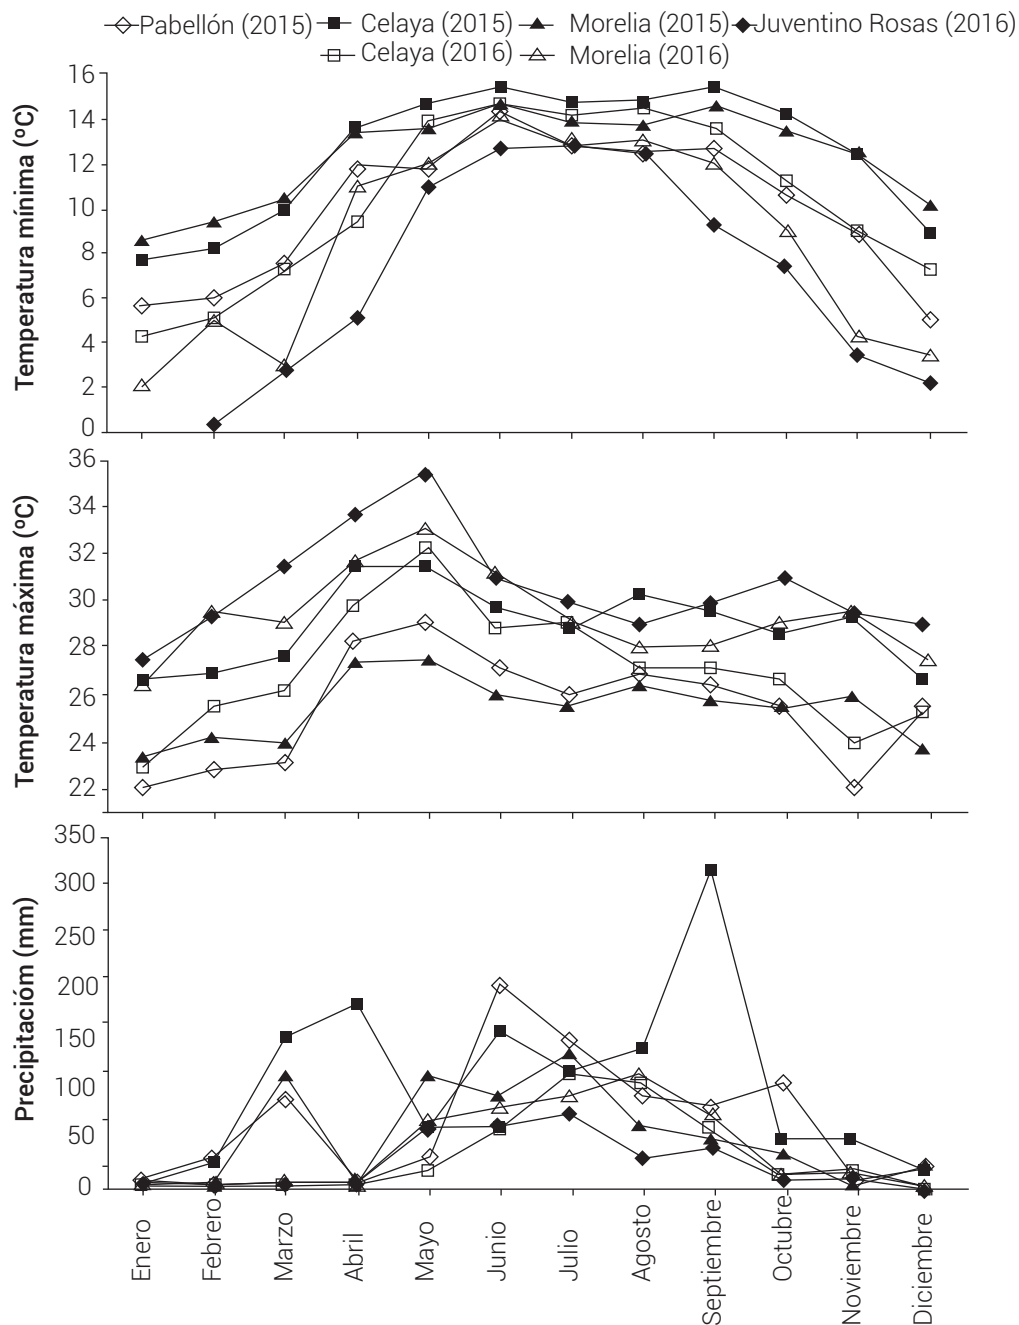 Pabellón (2015) Celaya (2015) Morelia (2015) Juventino Rosas (2016)
Celaya (2016) Morelia (2016)
Temperatura mínima (ºC)
16
14
12
10
8
6
4
2
0
Temperatura máxima (ºC)
36
34
32
30
28
26
24
22
Precipitacióm (mm)
350
300
250
200
150
100
50
0
Enero
Febrero
Marzo
Abril
Mayo
Junio
Julio
Agosto
Septiembre
Octubre
Noviembre
Diciembre